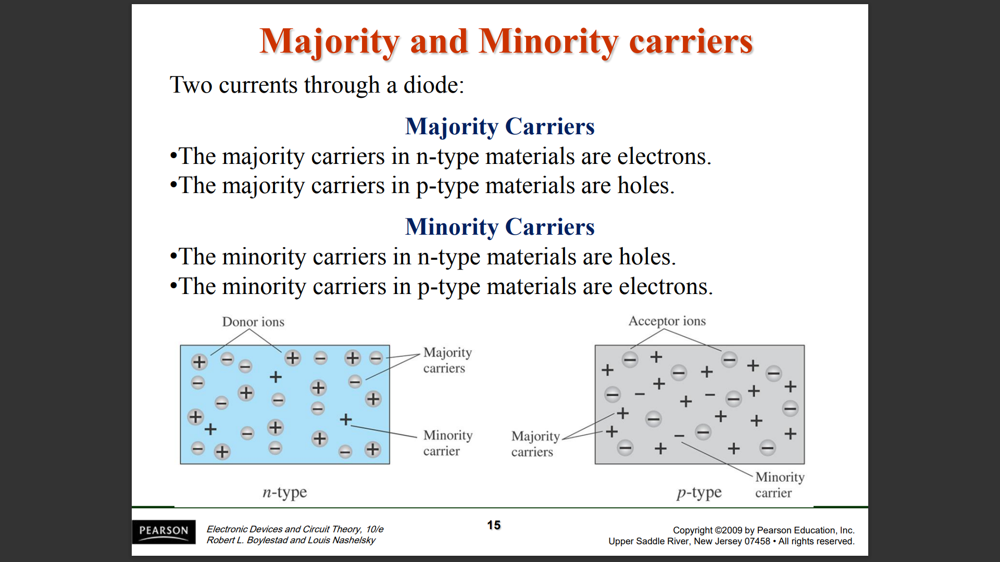 Majority and Minority carriers
Two currents through a diode:
Majority Carriers
•The majority carriers in n-type materials are electrons.
•The majority carriers in p-type materials are holes.
Minority Carriers
•The minority carriers in n-type materials are holes.
•The minority carriers in p-type materials are electrons.
Donor ions
Majority
carriers
Minority
carrier
n-type
Acceptor ions
Majority
carriers
Minority
carrier
p-type
PEARSON
Electronic Devices and Circuit Theory, 10/e
Robert L. Boylestad and Louis Nashelsky
15
Copyright ©2009 by Pearson Education, Inc.
Upper Saddle River, New Jersey 07458 • All rights reserved.